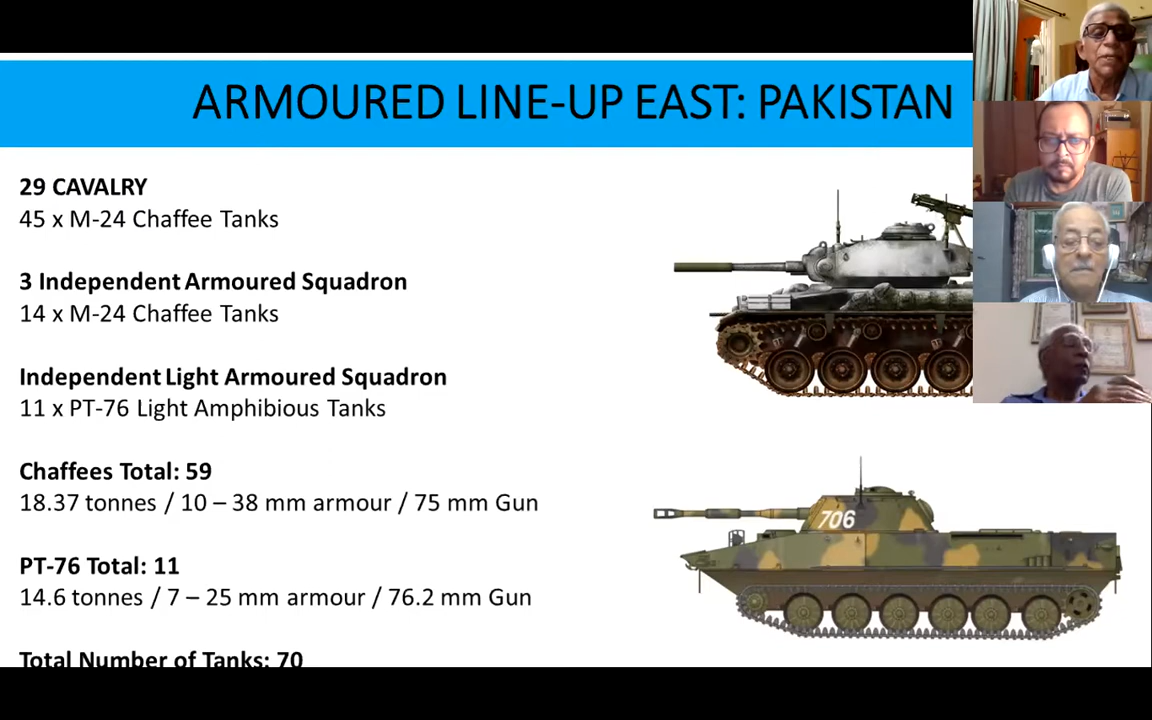 ARMOURED LINE-UP EAST: PAKISTAN
29 CAVALRY
45 x M-24 Chaffee Tanks
3 Independent Armoured Squadron
14 x M-24 Chaffee Tanks
Independent Light Armoured Squadron
11 x PT-76 Light Amphibious Tanks
Chaffees Total: 59
18.37 tonnes / 10 – 38 mm armour / 75 mm Gun
PT-76 Total: 11
14.6 tonnes / 7 – 25 mm armour / 76.2 mm Gun
Total Number of Tanks: 70
706